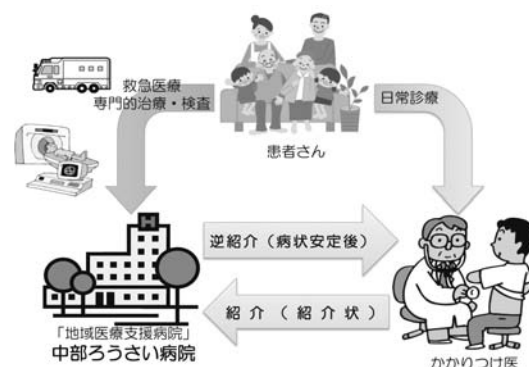 救急医療
専門的治療・検査
日常診療
患者さん
逆紹介（病状安定後）
紹介（紹介状）
H
「地域医療支援病院」
中部ろうさい病院
かかりつけ医